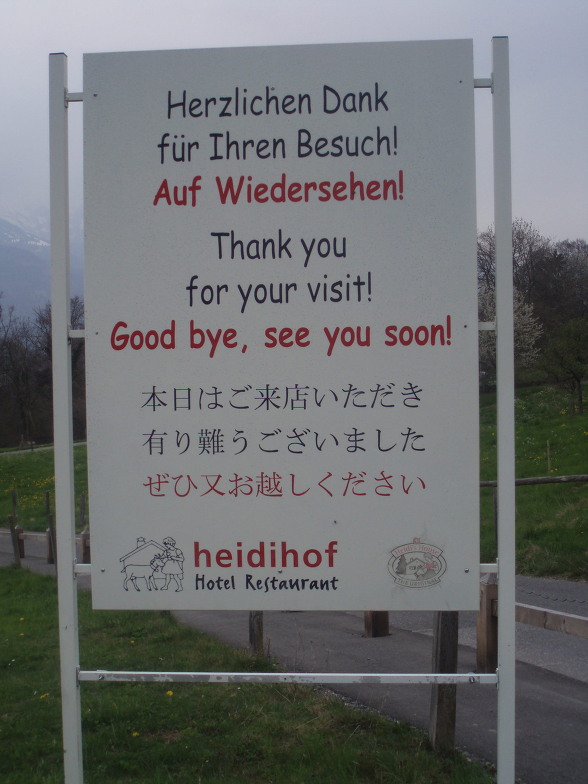 Herzlichen Dank
für Ihren Besuch!
Auf Wiedersehen!
Thank you
for your visit!
Good bye, see you soon!
本日はご来店いただき
有り難うございました
ぜひ又お越しください
heidihof
Hotel Restaurant